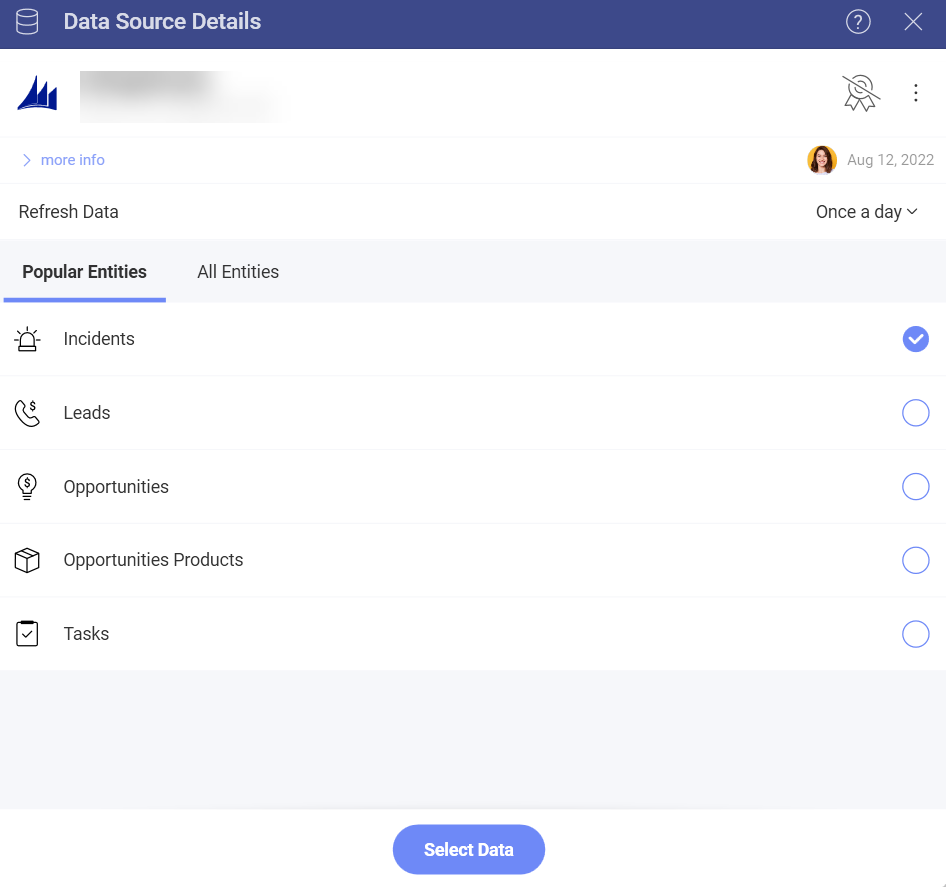 Data Source Details
?
more info
Aug 12, 2022
Refresh Data
Once a day
Popular Entities
All Entities
Incidents
Leads
Opportunities
Opportunities Products
Tasks
Select Data